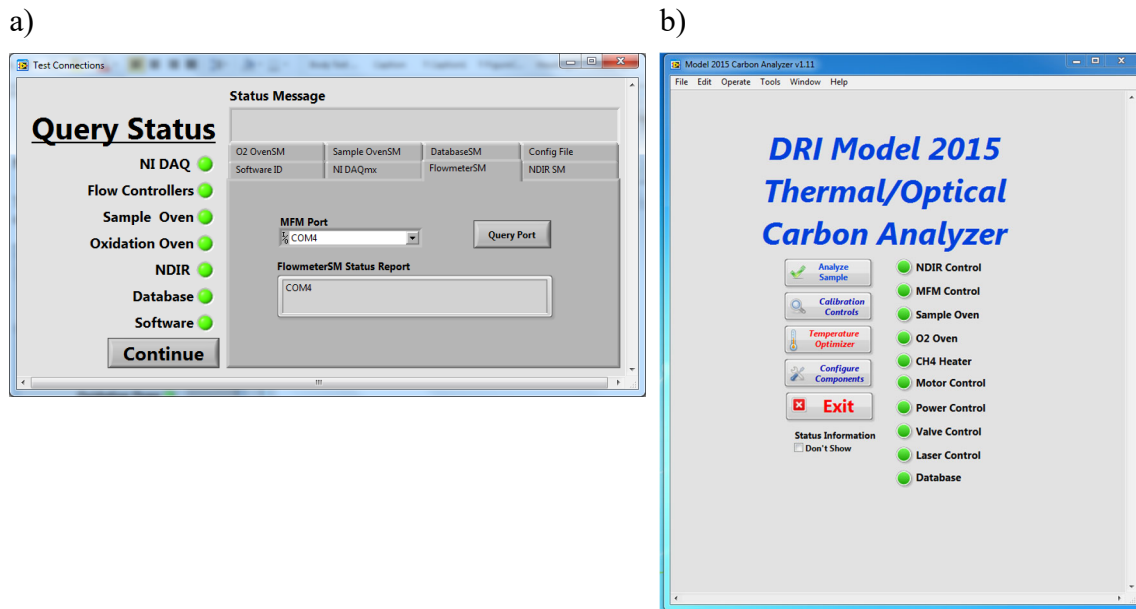 a)
Test Connections
Query Status
NI DAQ
Flow Controllers
Sample Oven
Oxidation Oven
NDIR
Database
Software
Continue
Status Message
O2 OvenSM Sample OvenSM DatabaseSM Config File
Software ID NI DAQmx FlowmeterSM NDIR SM
MFM Port
COM4
Query Port
FlowmeterSM Status Report
COM4
b)
Model 2015 Carbon Analyzer v1.11
File Edit Operate Tools Window Help
DRI Model 2015
Thermal/Optical
Carbon Analyzer
Analyze
Sample
Calibration
Controls
Temperature
Optimizer
Configure
Components
Exit
Status Information
Don't Show
NDIR Control
MFM Control
Sample Oven
O2 Oven
CH4 Heater
Motor Control
Power Control
Valve Control
Laser Control
Database